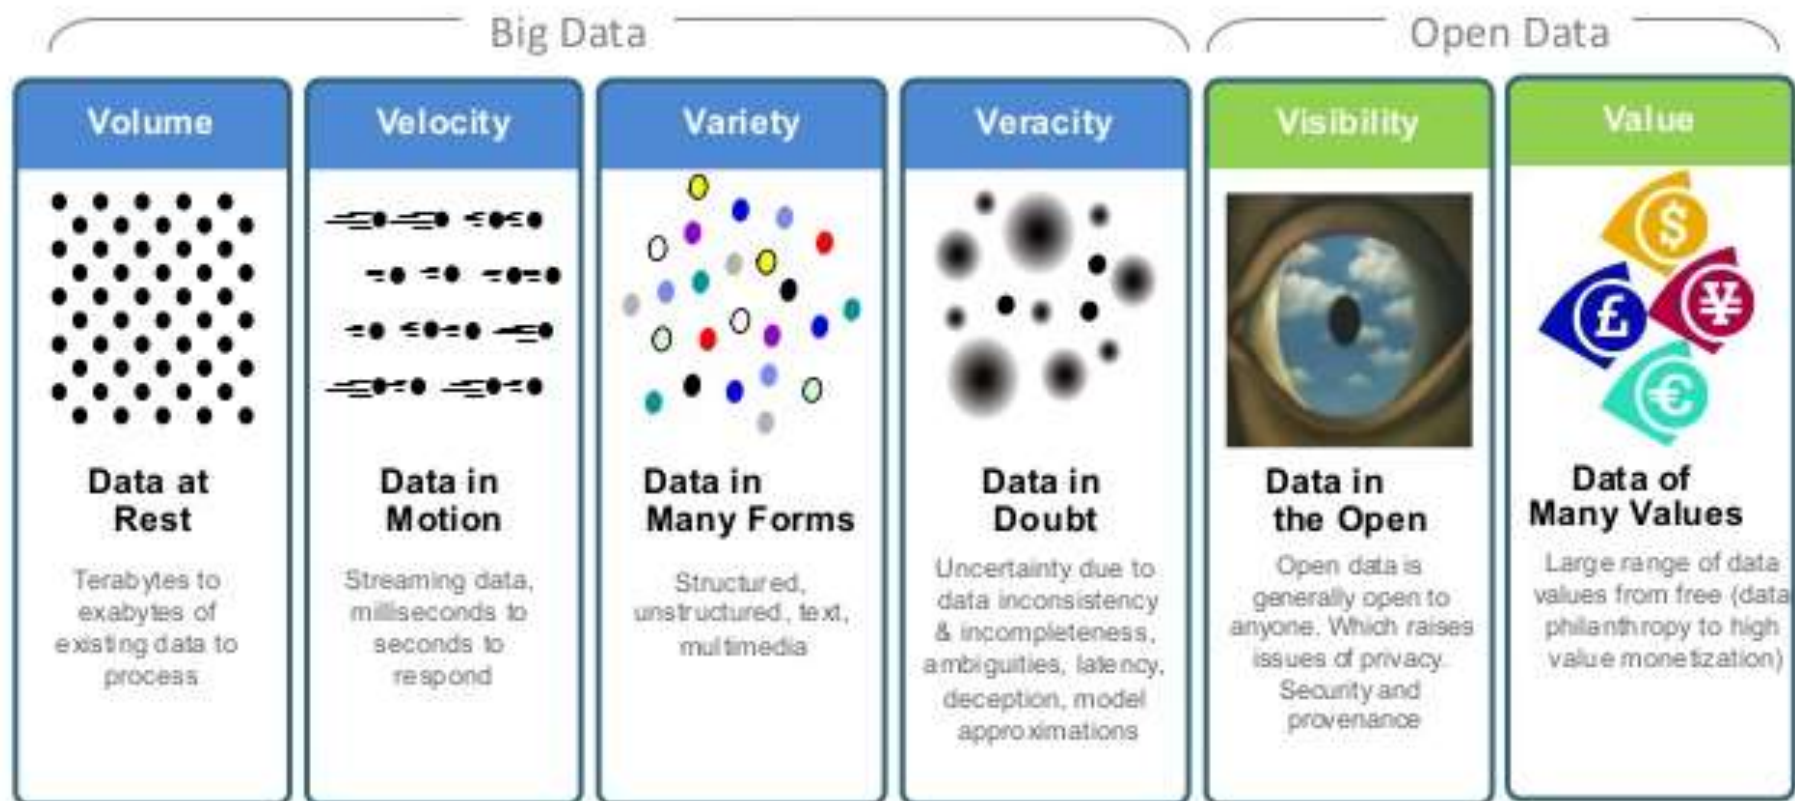 Big Data
Open Data
Volume
Data at
Rest
Terabytes to
exabytes of
existing data to
process
Velocity
Data in
Motion
Streaming data,
milliseconds to
seconds to
respond
Variety
Data in
Many Forms
Structured,
unstructured, text,
multimedia
Veracity
Data in
Doubt
Uncertainty due to
data inconsistency
& incompleteness,
ambiguities, latency,
deception, model
approximations
Visibility
Data in
the Open
Open data is
generally open to
anyone. Which raises
issues of privacy.
Security and
provenance
Value
$
£
¥
€
Data of
Many Values
Large range of data
values from free (data
philanthropy to high
value monetization)